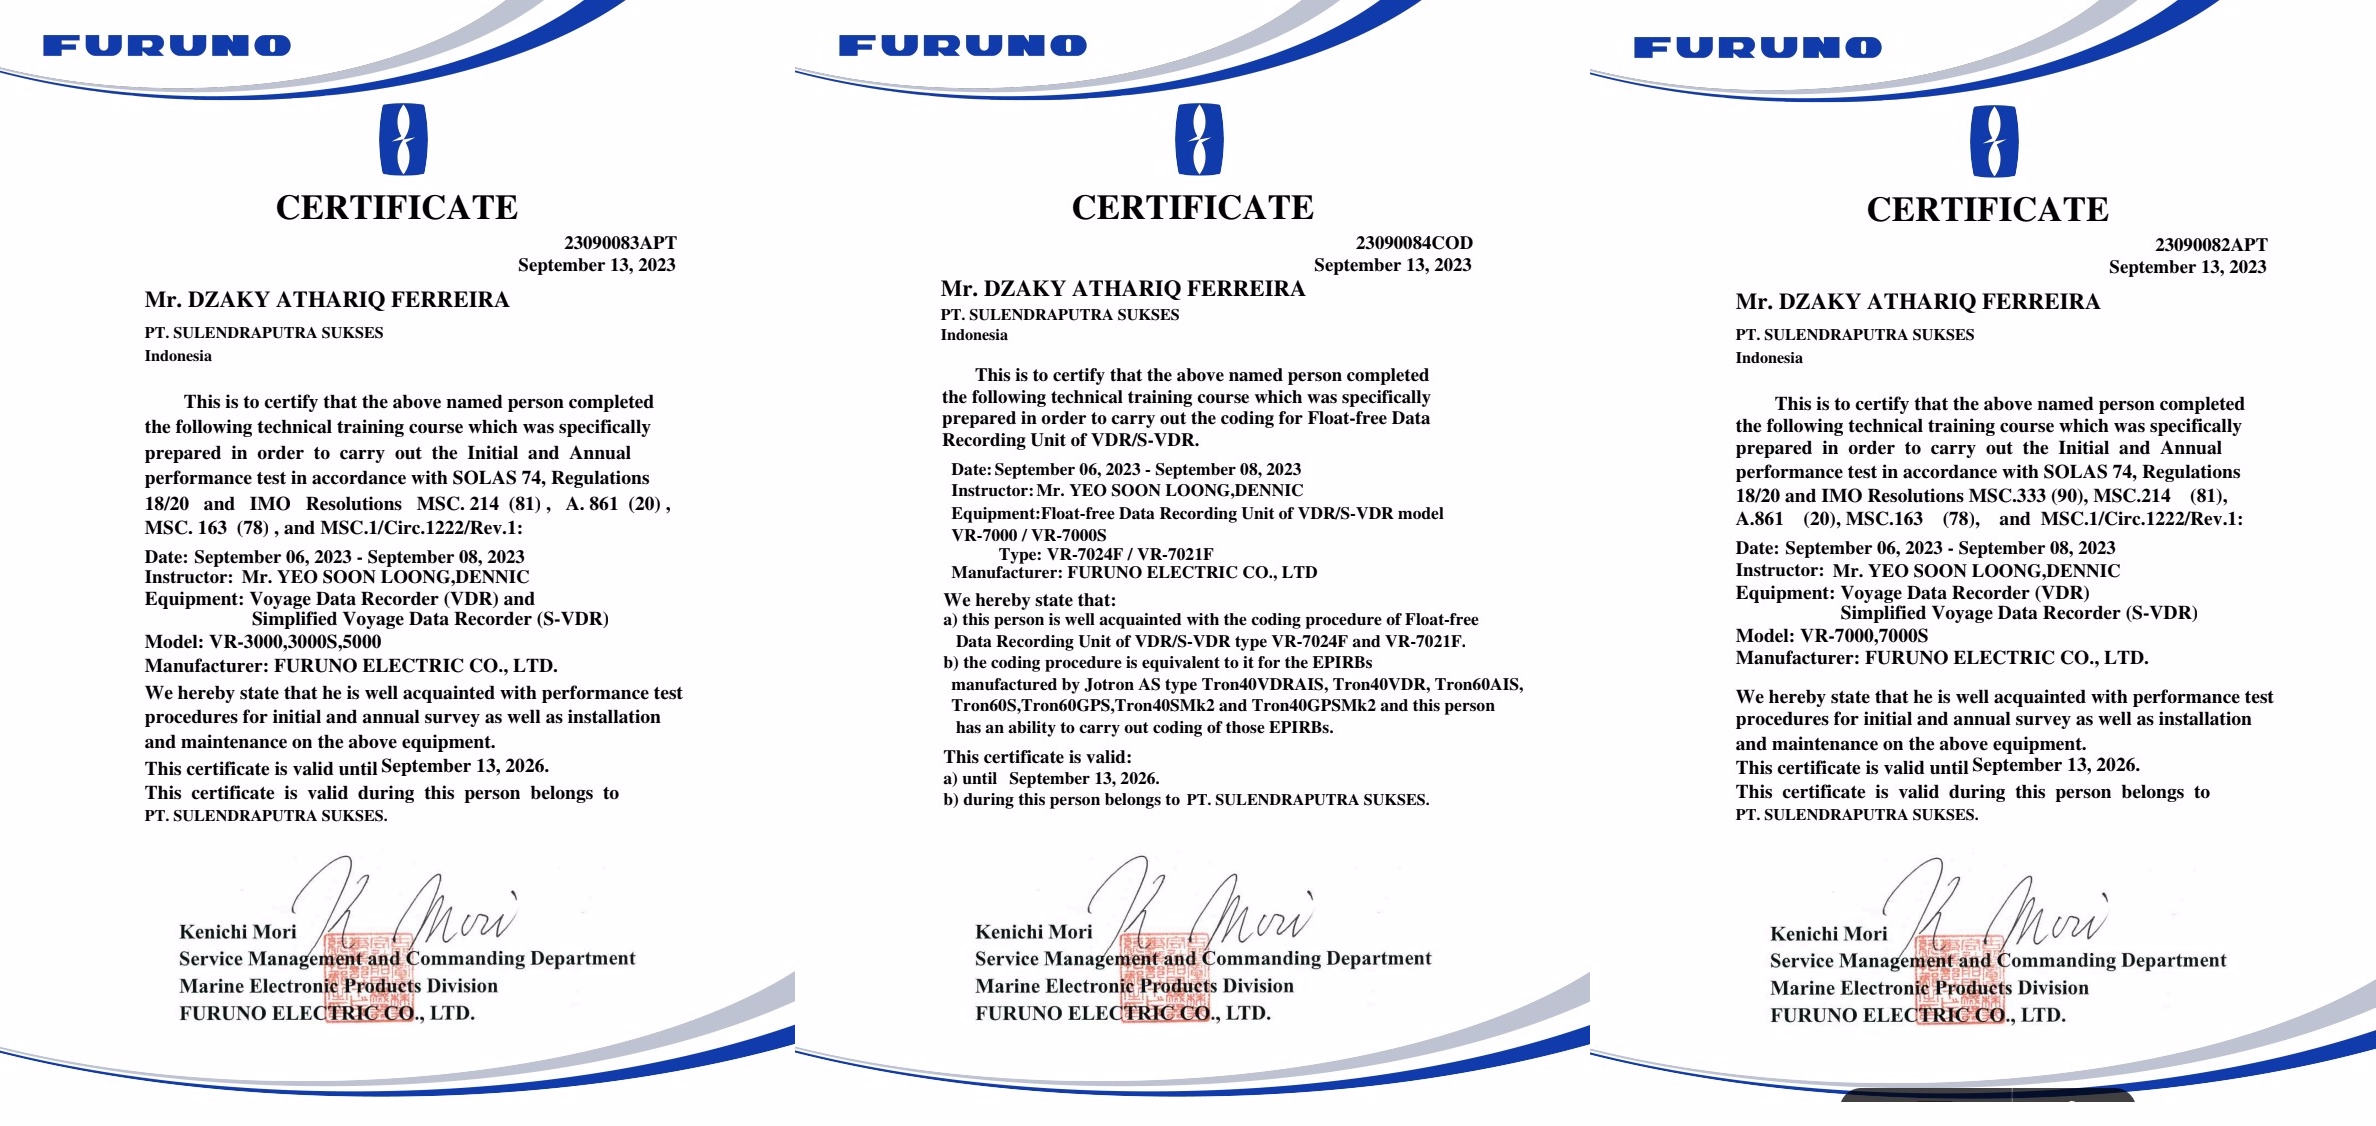 FURUNO
CERTIFICATE
23090083APT
September 13, 2023
Mr. DZAKY ATHARIQ FERREIRA
PT. SULENDRAPUTRA SUKSES
Indonesia
This is to certify that the above named person completed
the following technical training course which was specifically
prepared in order to carry out the Initial and Annual
performance test in accordance with SOLAS 74, Regulations
18/20 and IMO Resolutions MSC. 214 (81) , A. 861 (20) ,
MSC. 163 (78) , and MSC.1/Circ.1222/Rev.1:
Date: September 06, 2023 - September 08, 2023
Instructor: Mr. YEO SOON LOONG,DENNIC
Equipment: Voyage Data Recorder (VDR) and
Simplified Voyage Data Recorder (S-VDR)
Model: VR-3000,3000S,5000
Manufacturer: FURUNO ELECTRIC CO., LTD.
We hereby state that he is well acquainted with performance test
procedures for initial and annual survey as well as installation
and maintenance on the above equipment.
This certificate is valid until September 13, 2026.
This certificate is valid during this person belongs to
PT. SULENDRAPUTRA SUKSES.
K Mori
Kenichi Mori
Service Management and Commanding Department
Marine Electronic Products Division
FURUNO ELECTRIC CO., LTD.
FURUNO
CERTIFICATE
23090084COD
September 13, 2023
Mr. DZAKY ATHARIQ FERREIRA
PT. SULENDRAPUTRA SUKSES
Indonesia
This is to certify that the above named person completed
the following technical training course which was specifically
prepared in order to carry out the coding for Float-free Data
Recording Unit of VDR/S-VDR.
Date: September 06, 2023 - September 08, 2023
Instructor: Mr. YEO SOON LOONG,DENNIC
Equipment:Float-free Data Recording Unit of VDR/S-VDR model
VR-7000 / VR-7000S
Type: VR-7024F / VR-7021F
Manufacturer: FURUNO ELECTRIC CO., LTD
We hereby state that:
a) this person is well acquainted with the coding procedure of Float-free
Data Recording Unit of VDR/S-VDR type VR-7024F and VR-7021F.
b) the coding procedure is equivalent to it for the EPIRBs
manufactured by Jotron AS type Tron40VDRAIS, Tron40VDR, Tron60AIS,
Tron60S,Tron60GPS,Tron40SMk2 and Tron40GPSMk2 and this person
has an ability to carry out coding of those EPIRBs.
This certificate is valid:
a) until September 13, 2026.
b) during this person belongs to PT. SULENDRAPUTRA SUKSES.
K Mori
Kenichi Mori
Service Management and Commanding Department
Marine Electronic Products Division
FURUNO ELECTRIC CO., LTD.
FURUNO
CERTIFICATE
23090082APT
September 13, 2023
Mr. DZAKY ATHARIQ FERREIRA
PT. SULENDRAPUTRA SUKSES
Indonesia
This is to certify that the above named person completed
the following technical training course which was specifically
prepared in order to carry out the Initial and Annual
performance test in accordance with SOLAS 74, Regulations
18/20 and IMO Resolutions MSC.333 (90), MSC.214 (81),
A.861 (20), MSC.163 (78), and MSC.1/Circ.1222/Rev.1:
Date: September 06, 2023 - September 08, 2023
Instructor: Mr. YEO SOON LOONG,DENNIC
Equipment: Voyage Data Recorder (VDR)
Simplified Voyage Data Recorder (S-VDR)
Model: VR-7000,7000S
Manufacturer: FURUNO ELECTRIC CO., LTD.
We hereby state that he is well acquainted with performance test
procedures for initial and annual survey as well as installation
and maintenance on the above equipment.
This certificate is valid until September 13, 2026.
This certificate is valid during this person belongs to
PT. SULENDRAPUTRA SUKSES.
K Mori
Kenichi Mori
Service Management and Commanding Department
Marine Electronic Products Division
FURUNO ELECTRIC CO., LTD.